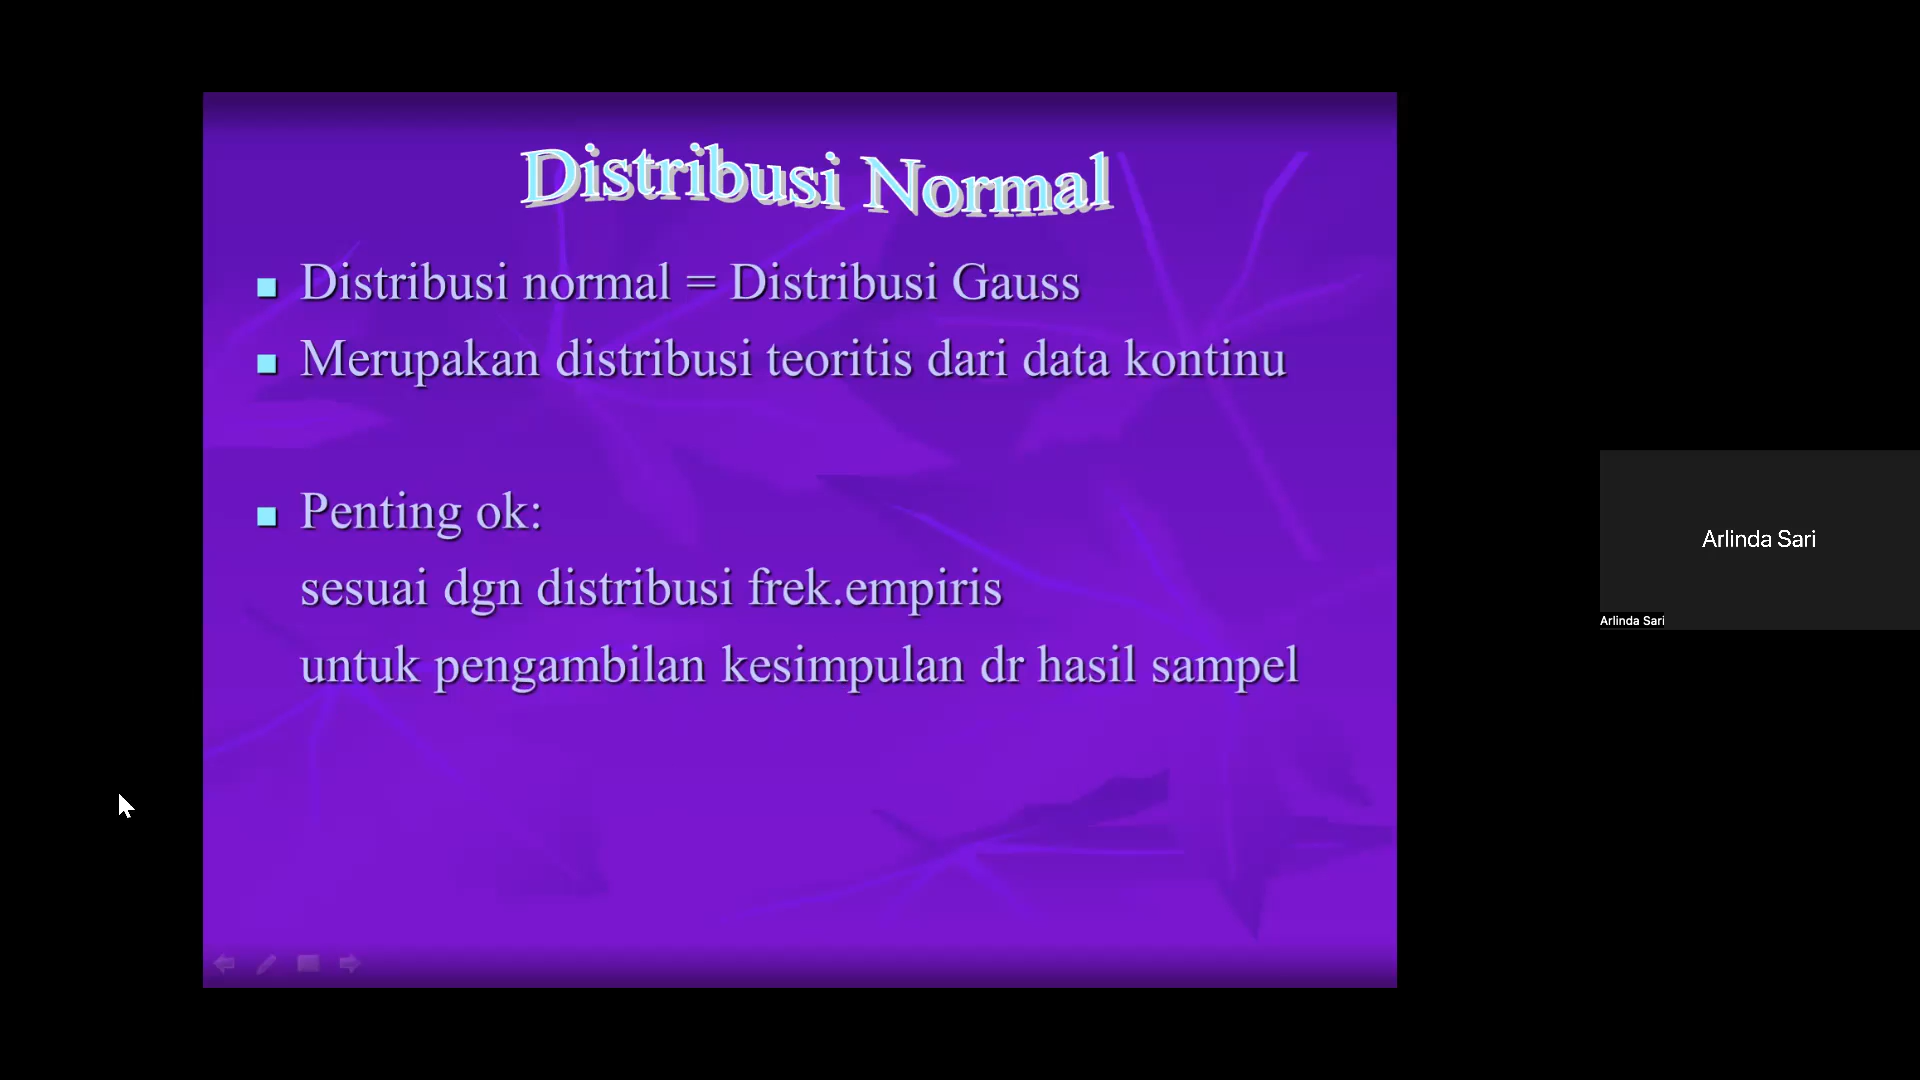 Distribusi Normal
Distribusi normal = Distribusi Gauss
Merupakan distribusi teoritis dari data kontinu
Penting ok:
sesuai dgn distribusi frek.empiris
untuk pengambilan kesimpulan dr hasil sampel
Arlinda Sari
Arlinda Sari